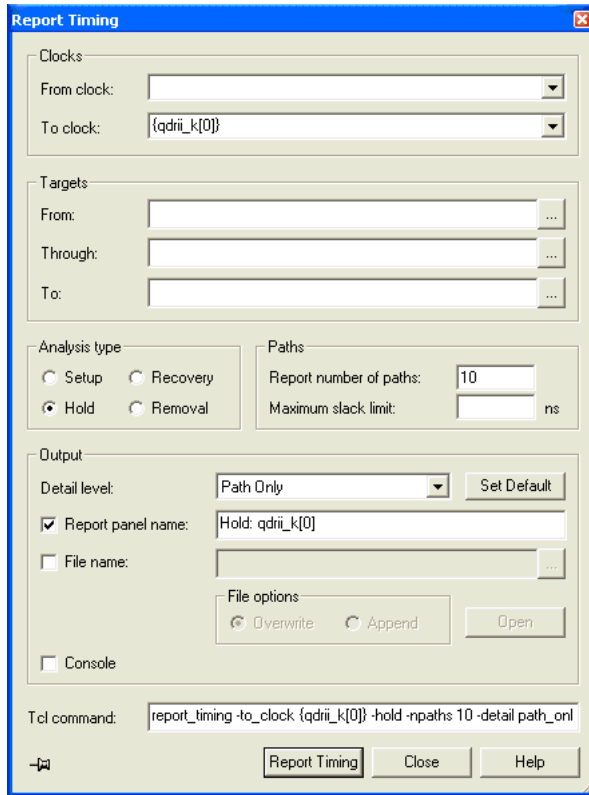 Report Timing
Clocks
From clock:
To clock: {qdrii_k[0]}
Targets
From: ...
Through: ...
To: ...
Analysis type
Setup Recovery
Hold Removal
Paths
Report number of paths: 10
Maximum slack limit: ns
Output
Detail level: Path Only Set Default
Report panel name: Hold: qdrii_k[0]
File name: ...
File options
Overwrite Append Open
Console
Tcl command: report_timing -to_clock {qdrii_k[0]} -hold -npaths 10 -detail path_onl
Report Timing Close Help